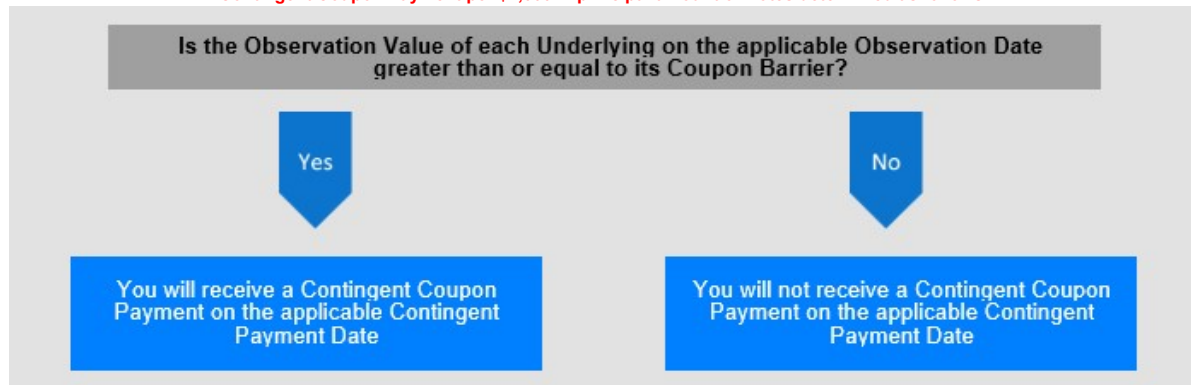 Is the Observation Value of each Underlying on the applicable Observation Date
greater than or equal to its Coupon Barrier?
Yes
No
You will receive a Contingent Coupon
Payment on the applicable Contingent
Payment Date
You will not receive a Contingent Coupon
Payment on the applicable Contingent
Payment Date